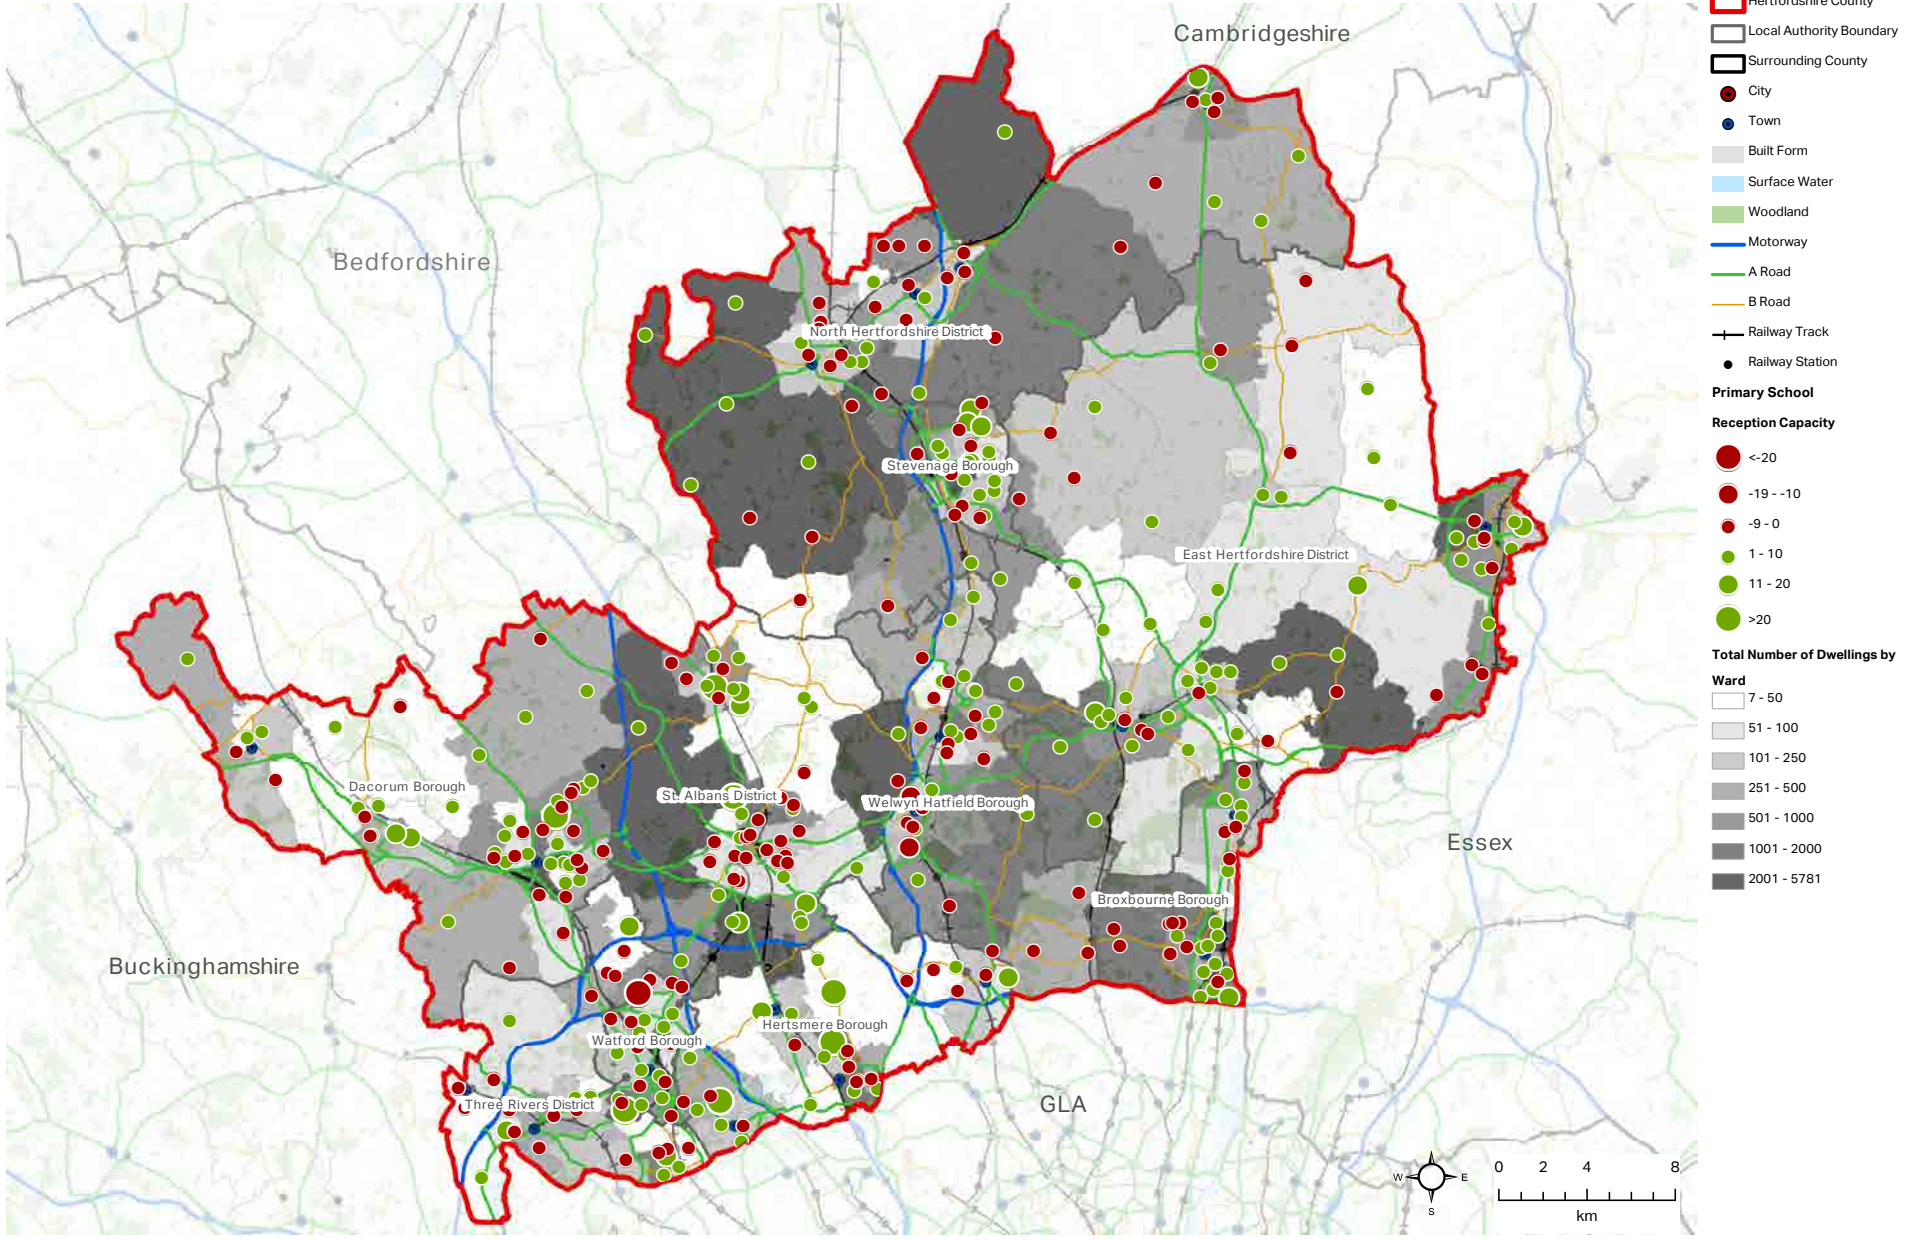 Cambridgeshire
Bedfordshire
North Hertfordshire District
Stevenage Borough
East Hertfordshire District
Dacorum Borough
St. Albans District
Welwyn Hatfield Borough
Essex
Broxbourne Borough
Buckinghamshire
Hertsmere Borough
Watford Borough
Three Rivers District
GLA
Hertfordshire County
Local Authority Boundary
Surrounding County
City
Town
Built Form
Surface Water
Woodland
Motorway
A Road
B Road
Railway Track
Railway Station
Primary School
Reception Capacity
<-20
-19 - -10
-9 - 0
1 - 10
11 - 20
>20
Total Number of Dwellings by
Ward
7 - 50
51 - 100
101 - 250
251 - 500
501 - 1000
1001 - 2000
2001 - 5781
N
W E
S
0 2 4 8
km